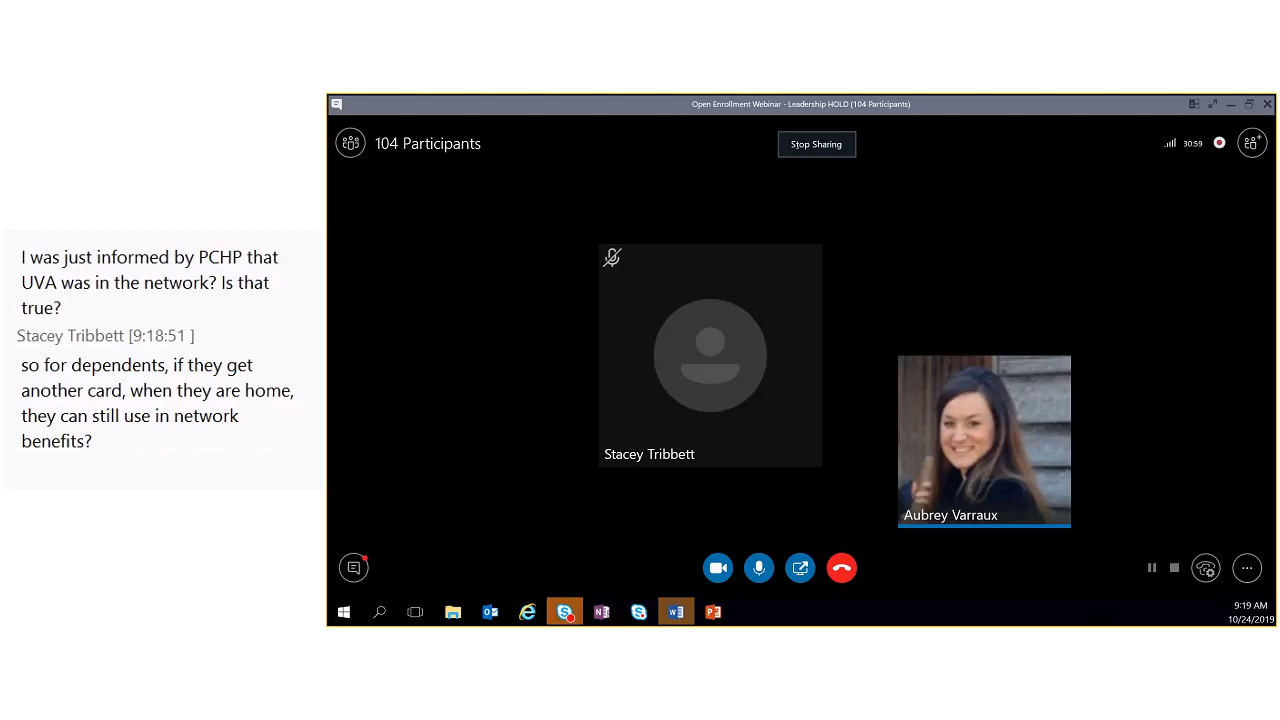 Open Enrollment Webinar - Leadership HOLD (104 Participants)
104 Participants
Stop Sharing
30:59
I was just informed by PCHP that
UVA was in the network? Is that
true?
Stacey Tribbett [9:18:51 ]
so for dependents, if they get
another card, when they are home,
they can still use in network
benefits?
Stacey Tribbett
Aubrey Varraux
9:19 AM
10/24/2019